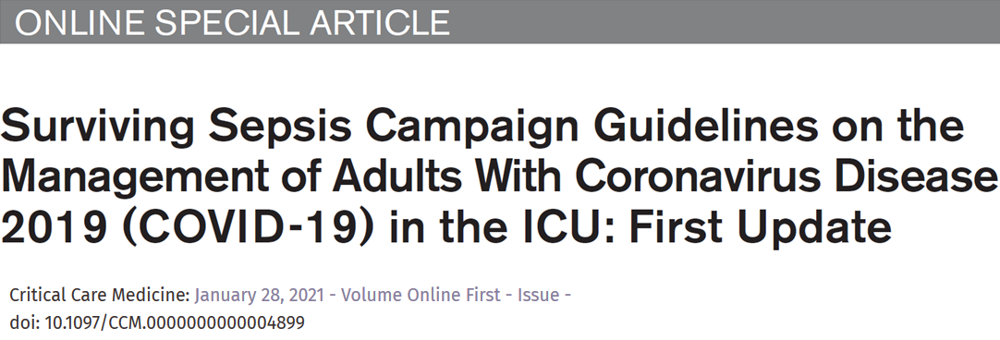 ONLINE SPECIAL ARTICLE
Surviving Sepsis Campaign Guidelines on the
Management of Adults With Coronavirus Disease
2019 (COVID-19) in the ICU: First Update
Critical Care Medicine: January 28, 2021 - Volume Online First - Issue -
doi: 10.1097/CCM.0000000000004899